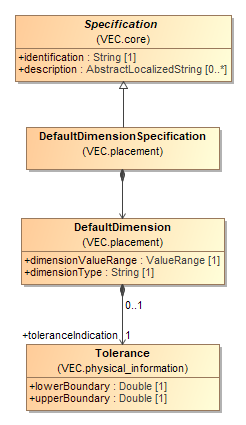 Specification
(VEC.core)
+identification : String [1]
+description : AbstractLocalizedString [0..*]
DefaultDimensionSpecification
(VEC.placement)
DefaultDimension
(VEC.placement)
+dimensionValueRange : ValueRange [1]
+dimensionType : String [1]
0..1
+toleranceIndication 1
Tolerance
(VEC.physical_information)
+lowerBoundary : Double [1]
+upperBoundary : Double [1]